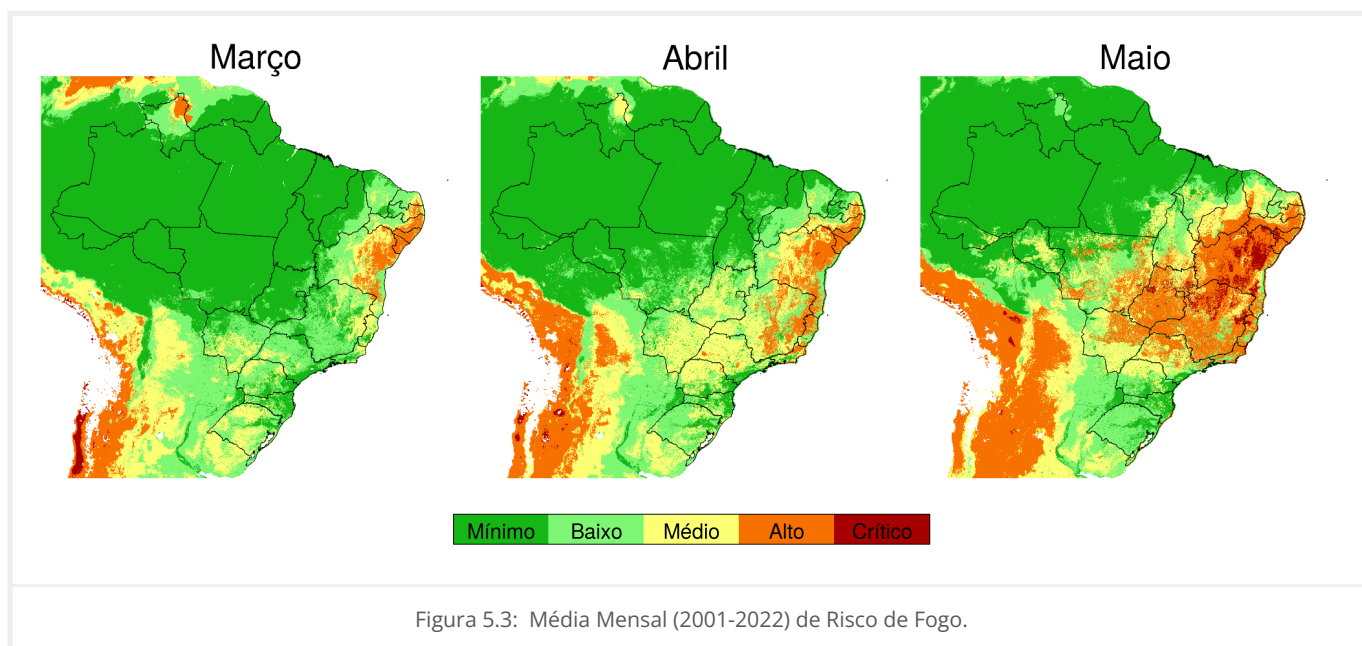 Março Abril Maio
Mínimo Baixo Médio Alto Crítico
Figura 5.3: Média Mensal (2001-2022) de Risco de Fogo.